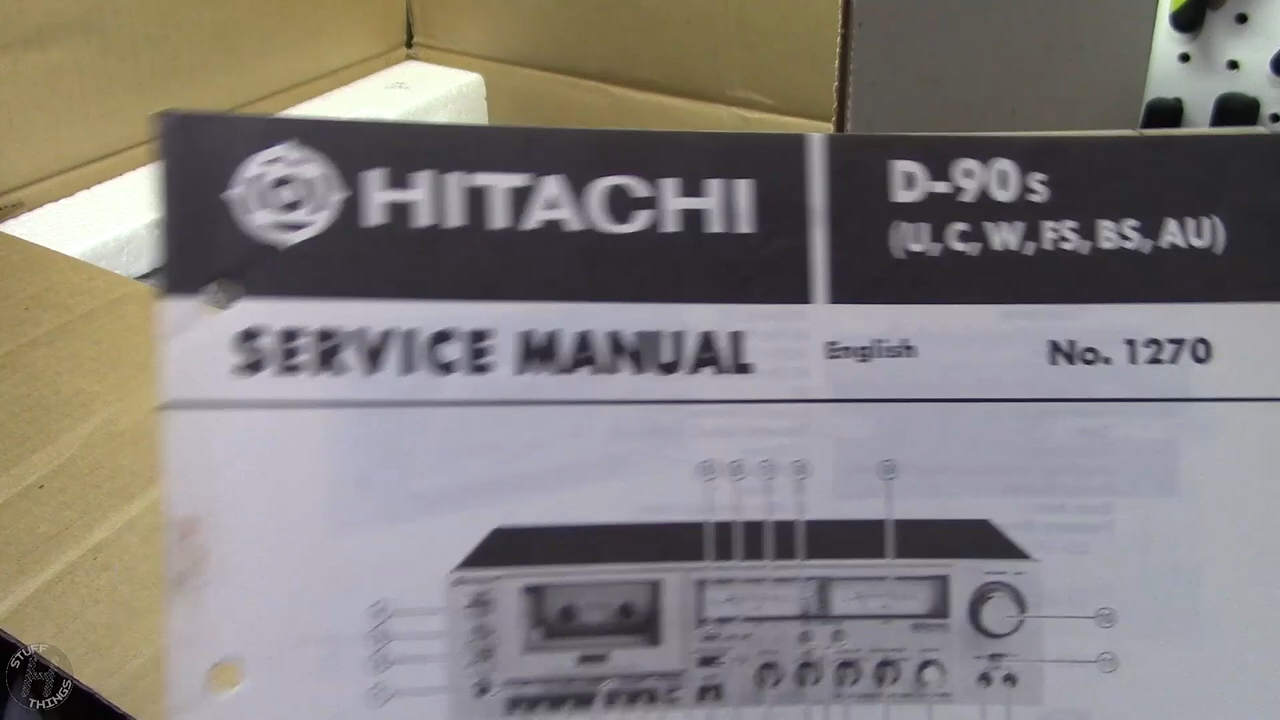 HITACHI
D-90s
(U, C, W, FS, BS, AU)
SERVICE MANUAL
English
No. 1270
STUFF
THINGS